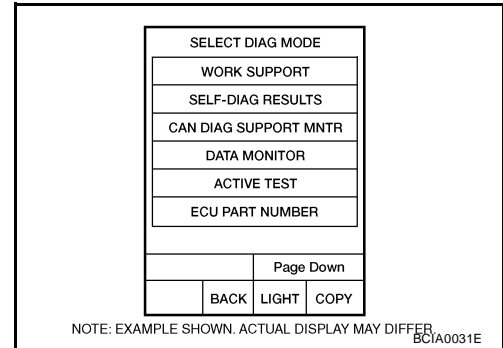 SELECT DIAG MODE
WORK SUPPORT
SELF-DIAG RESULTS
CAN DIAG SUPPORT MNTR
DATA MONITOR
ACTIVE TEST
ECU PART NUMBER
Page Down
BACK LIGHT COPY
NOTE: EXAMPLE SHOWN. ACTUAL DISPLAY MAY DIFFER.
BCIA0031E